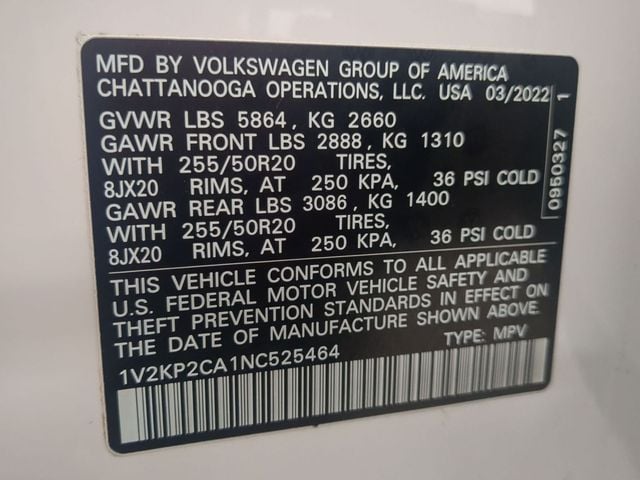 MFD BY VOLKSWAGEN GROUP OF AMERICA
CHATTANOOGA OPERATIONS, LLC. USA 03/2022
GVWR LBS 5864, KG 2660
GAWR FRONT LBS 2888, KG 1310
WITH 255/50R20 TIRES,
8JX20 RIMS, AT 250 KPA, 36 PSI COLD
GAWR REAR LBS 3086, KG 1400
WITH 255/50R20 TIRES,
8JX20 RIMS, AT 250 KPA, 36 PSI COLD
0950327 1
THIS VEHICLE CONFORMS TO ALL APPLICABLE
U.S. FEDERAL MOTOR VEHICLE SAFETY AND
THEFT PREVENTION STANDARDS IN EFFECT ON
THE DATE OF MANUFACTURE SHOWN ABOVE.
TYPE: MPV
1V2KP2CA1NC525464